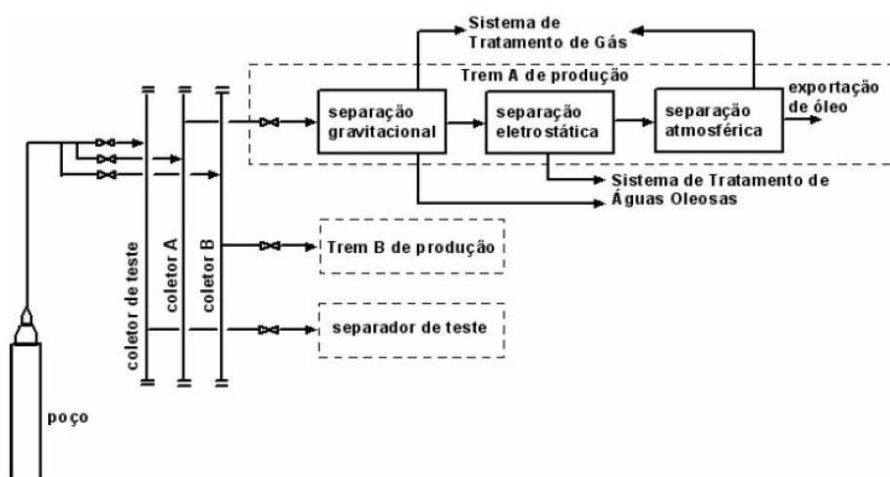 Sistema de
Tratamento de Gás
Trem A de produção
exportação
de óleo
separação
gravitacional
separação
eletrostática
separação
atmosférica
Sistema de Tratamento de
Águas Oleosas
coletor de teste
coletor A
coletor B
Trem B de produção
separador de teste
poço